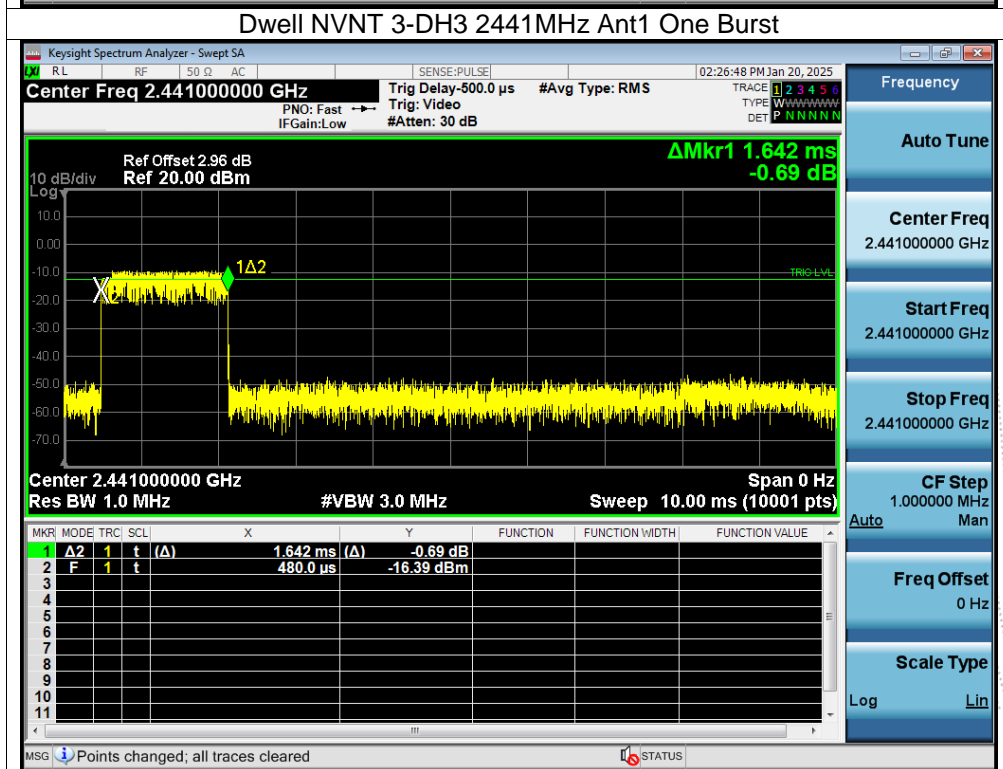 Dwell NVNT 3-DH3 2441MHz Ant1 One Burst
Keysight Spectrum Analyzer - Swept SA
LXI RL RF 50 Ω AC SENSE:PULSE 02:26:48 PM Jan 20, 2025
Center Freq 2.441000000 GHz Trig Delay-500.0 µs #Avg Type: RMS TRACE 1 2 3 4 5 6
PNO: Fast Trig: Video TYPE WWWWWW
IFGain:Low #Atten: 30 dB DET P N N N N N
Frequency
Auto Tune
Center Freq
2.441000000 GHz
Start Freq
2.441000000 GHz
Stop Freq
2.441000000 GHz
CF Step
1.000000 MHz
Auto Man
Freq Offset
0 Hz
Scale Type
Log Lin
ΔMkr1 1.642 ms
-0.69 dB
Ref Offset 2.96 dB
10 dB/div Ref 20.00 dBm
Log
10.0
0.00
-10.0
-20.0
-30.0
-40.0
-50.0
-60.0
-70.0
1Δ2
TRIG LVL
X2
Center 2.441000000 GHz Span 0 Hz
Res BW 1.0 MHz #VBW 3.0 MHz Sweep 10.00 ms (10001 pts)
MKR MODE TRC SCL X Y FUNCTION FUNCTION WIDTH FUNCTION VALUE
1 Δ2 1 t (Δ) 1.642 ms (Δ) -0.69 dB
2 F 1 t 480.0 µs -16.39 dBm
3
4
5
6
7
8
9
10
11
MSG Points changed; all traces cleared STATUS